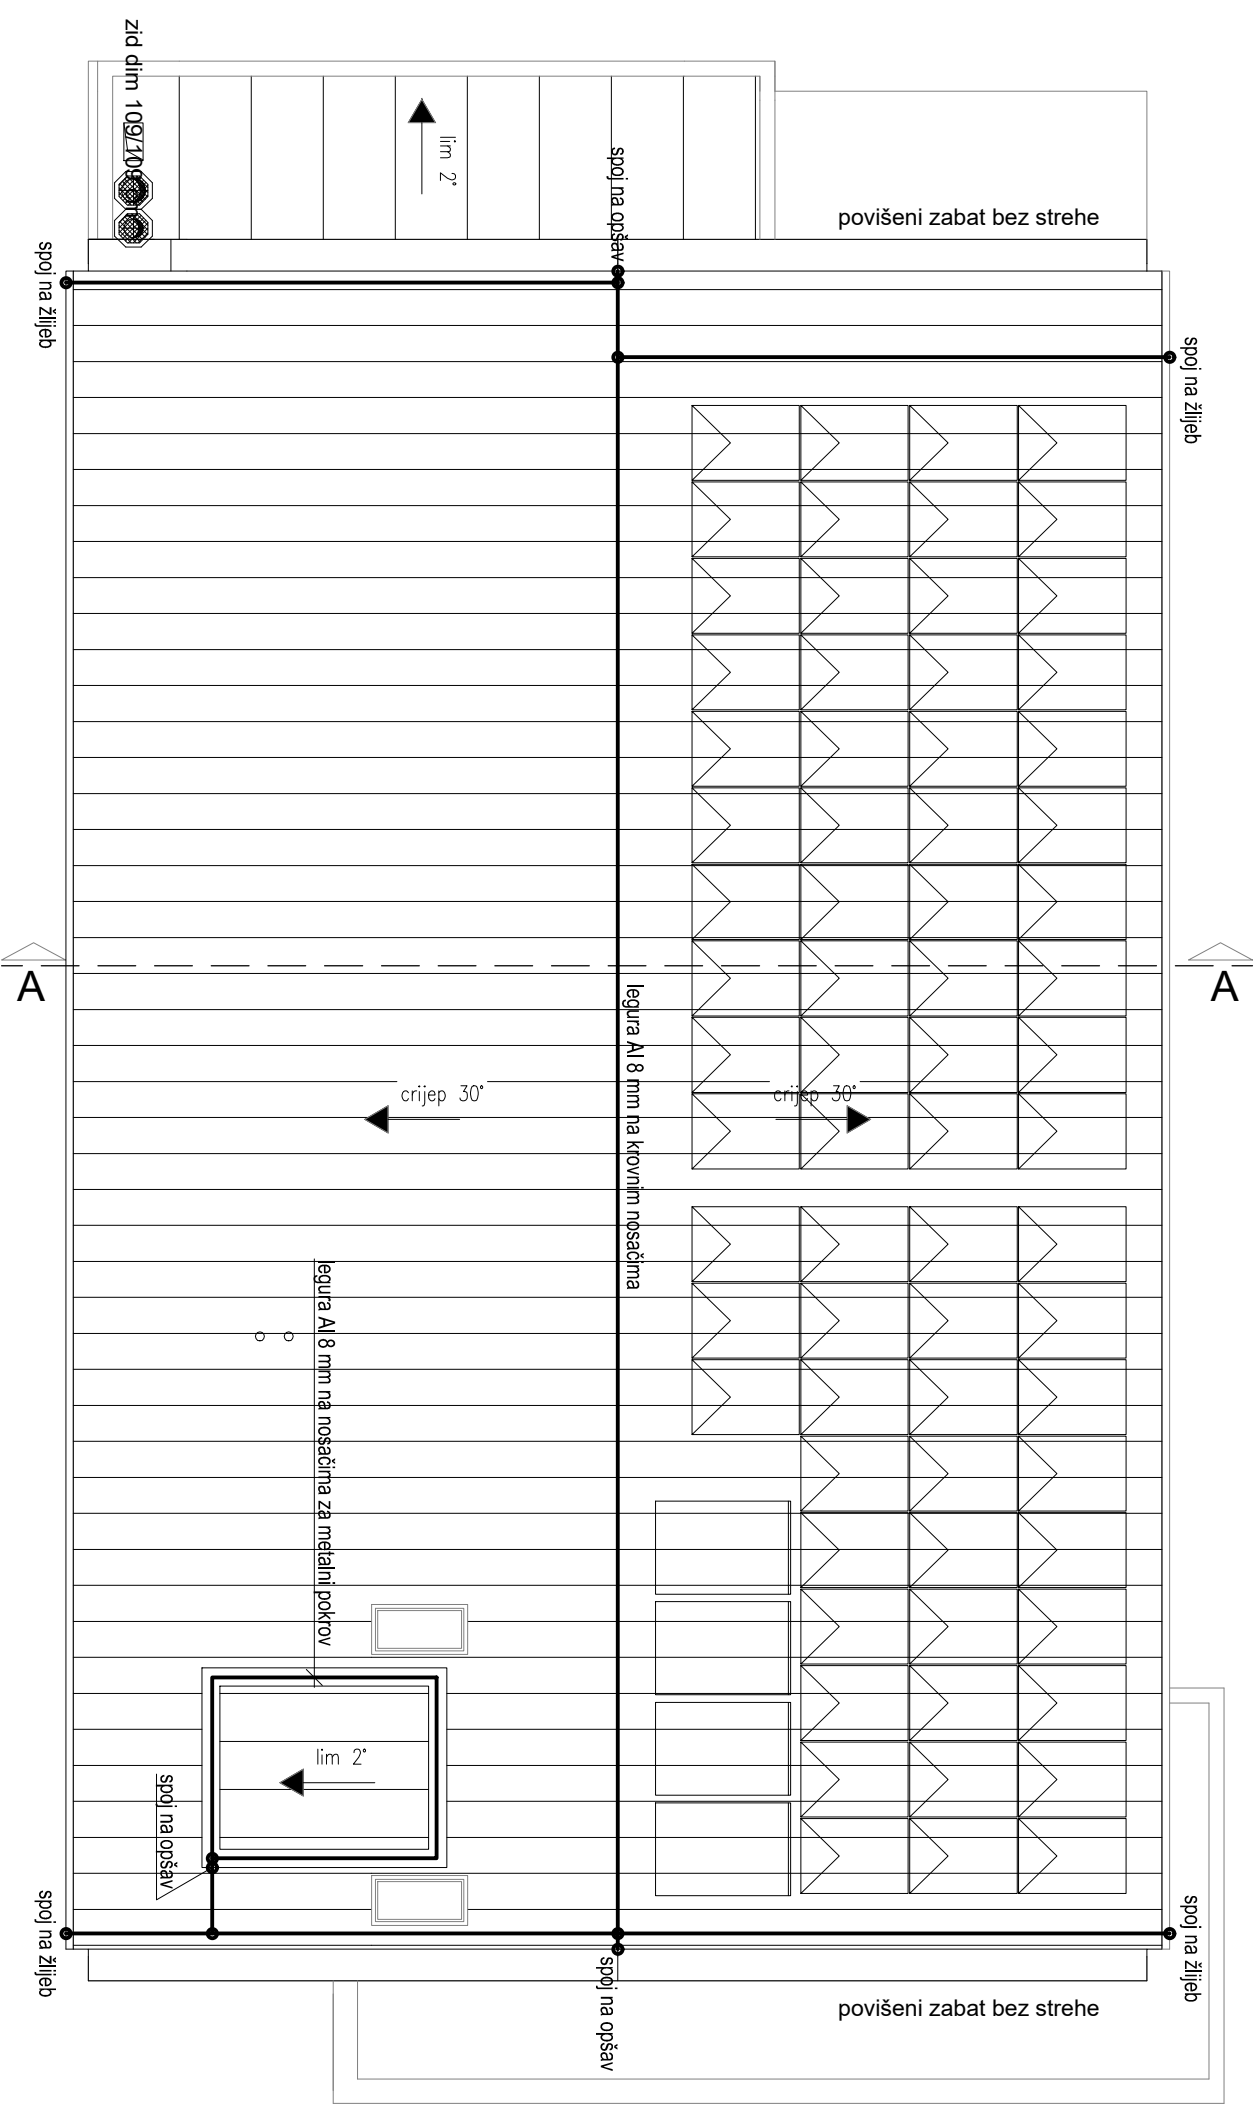 zid dim 109/109 cm
lim 2°
spoj na opšav
povišeni zabat bez strehe
spoj na žlijeb
spoj na žlijeb
A
A
legura Al 8 mm na krovnim nosačima
crijep 30°
crijep 30°
legura Al 8 mm na nosačima za metalni pokrov
lim 2°
spoj na opšav
spoj na žlijeb
spoj na žlijeb
spoj na opšav
povišeni zabat bez strehe